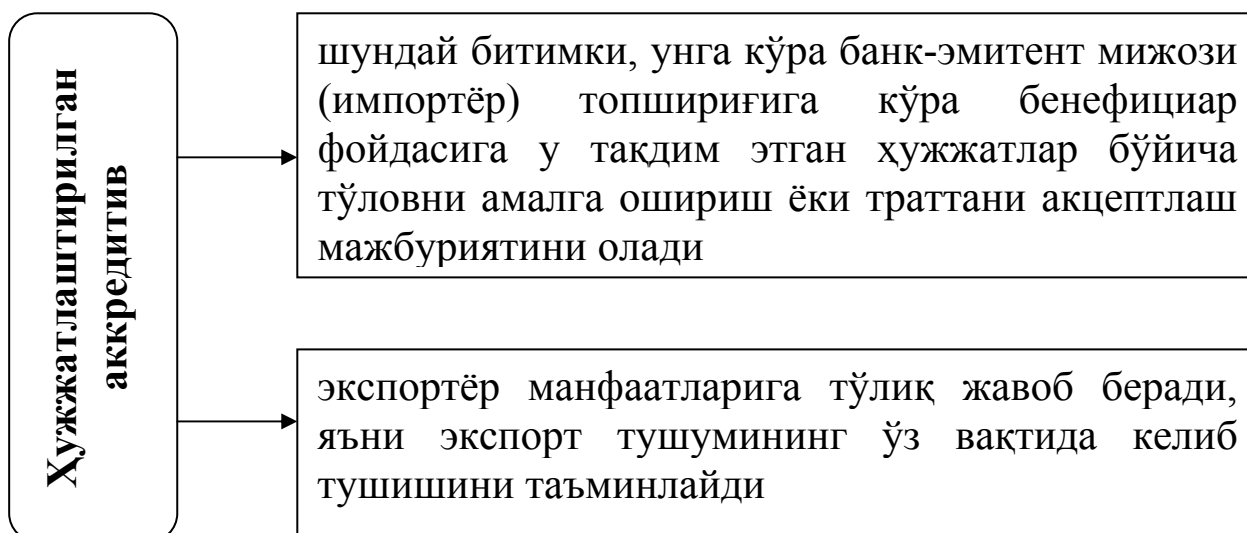 Ҳужжатлаштирилган
аккредитив
шундай битимки, унга кўра банк-эмитент мижози
(импортёр) топшириғига кўра бенефициар
фойдасига у тақдим этган ҳужжатлар бўйича
тўловни амалга ошириш ёки траттани акцептлаш
мажбуриятини олади
экспортёр манфаатларига тўлиқ жавоб беради,
яъни экспорт тушумининг ўз вақтида келиб
тушишини таъминлайди